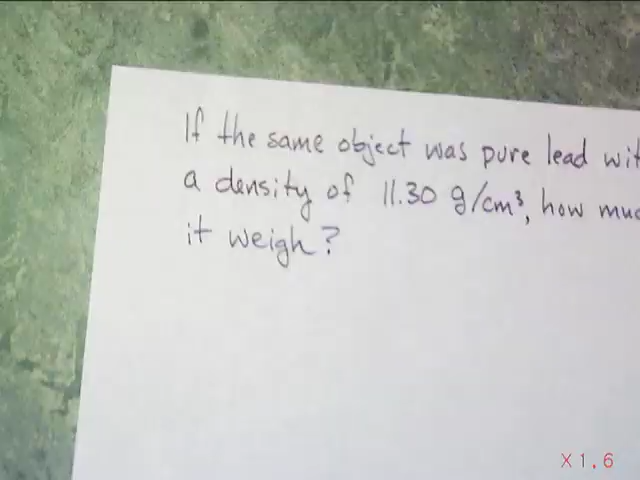 If the same object was pure lead wit
a density of 11.30 g/cm³, how muc
it weigh?
X1.6